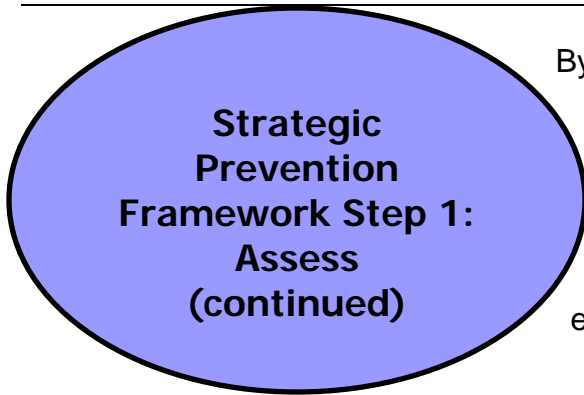 By
Strategic
Prevention
Framework Step 1:
Assess
(continued)
e